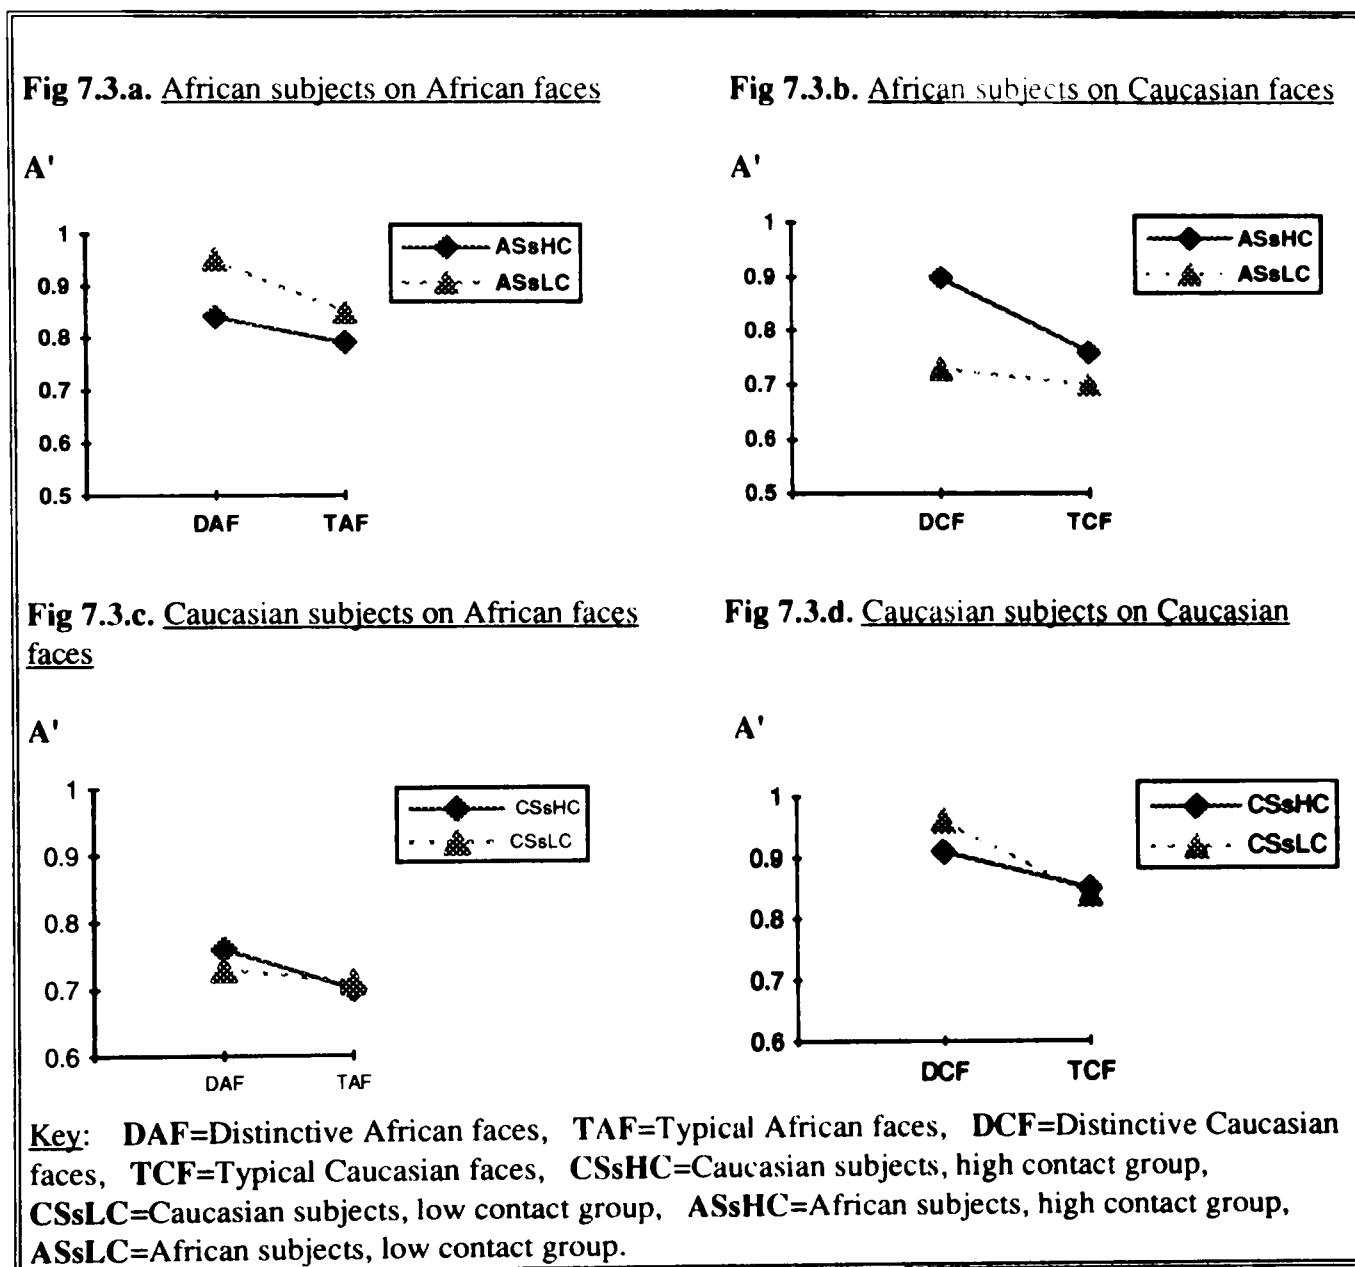 Fig 7.3.a. African subjects on African faces
A'
1
0.9
0.8
0.7
0.6
0.5
DAF TAF
ASsHC
ASsLC
Fig 7.3.b. African subjects on Caucasian faces
A'
1
0.9
0.8
0.7
0.6
0.5
DCF TCF
ASsHC
ASsLC
Fig 7.3.c. Caucasian subjects on African faces
faces
A'
1
0.9
0.8
0.7
0.6
DAF TAF
CSsHC
CSsLC
Fig 7.3.d. Caucasian subjects on Caucasian
A'
1
0.9
0.8
0.7
0.6
DCF TCF
CSsHC
CSsLC
Key: DAF=Distinctive African faces, TAF=Typical African faces, DCF=Distinctive Caucasian
faces, TCF=Typical Caucasian faces, CSsHC=Caucasian subjects, high contact group,
CSsLC=Caucasian subjects, low contact group, ASsHC=African subjects, high contact group,
ASsLC=African subjects, low contact group.